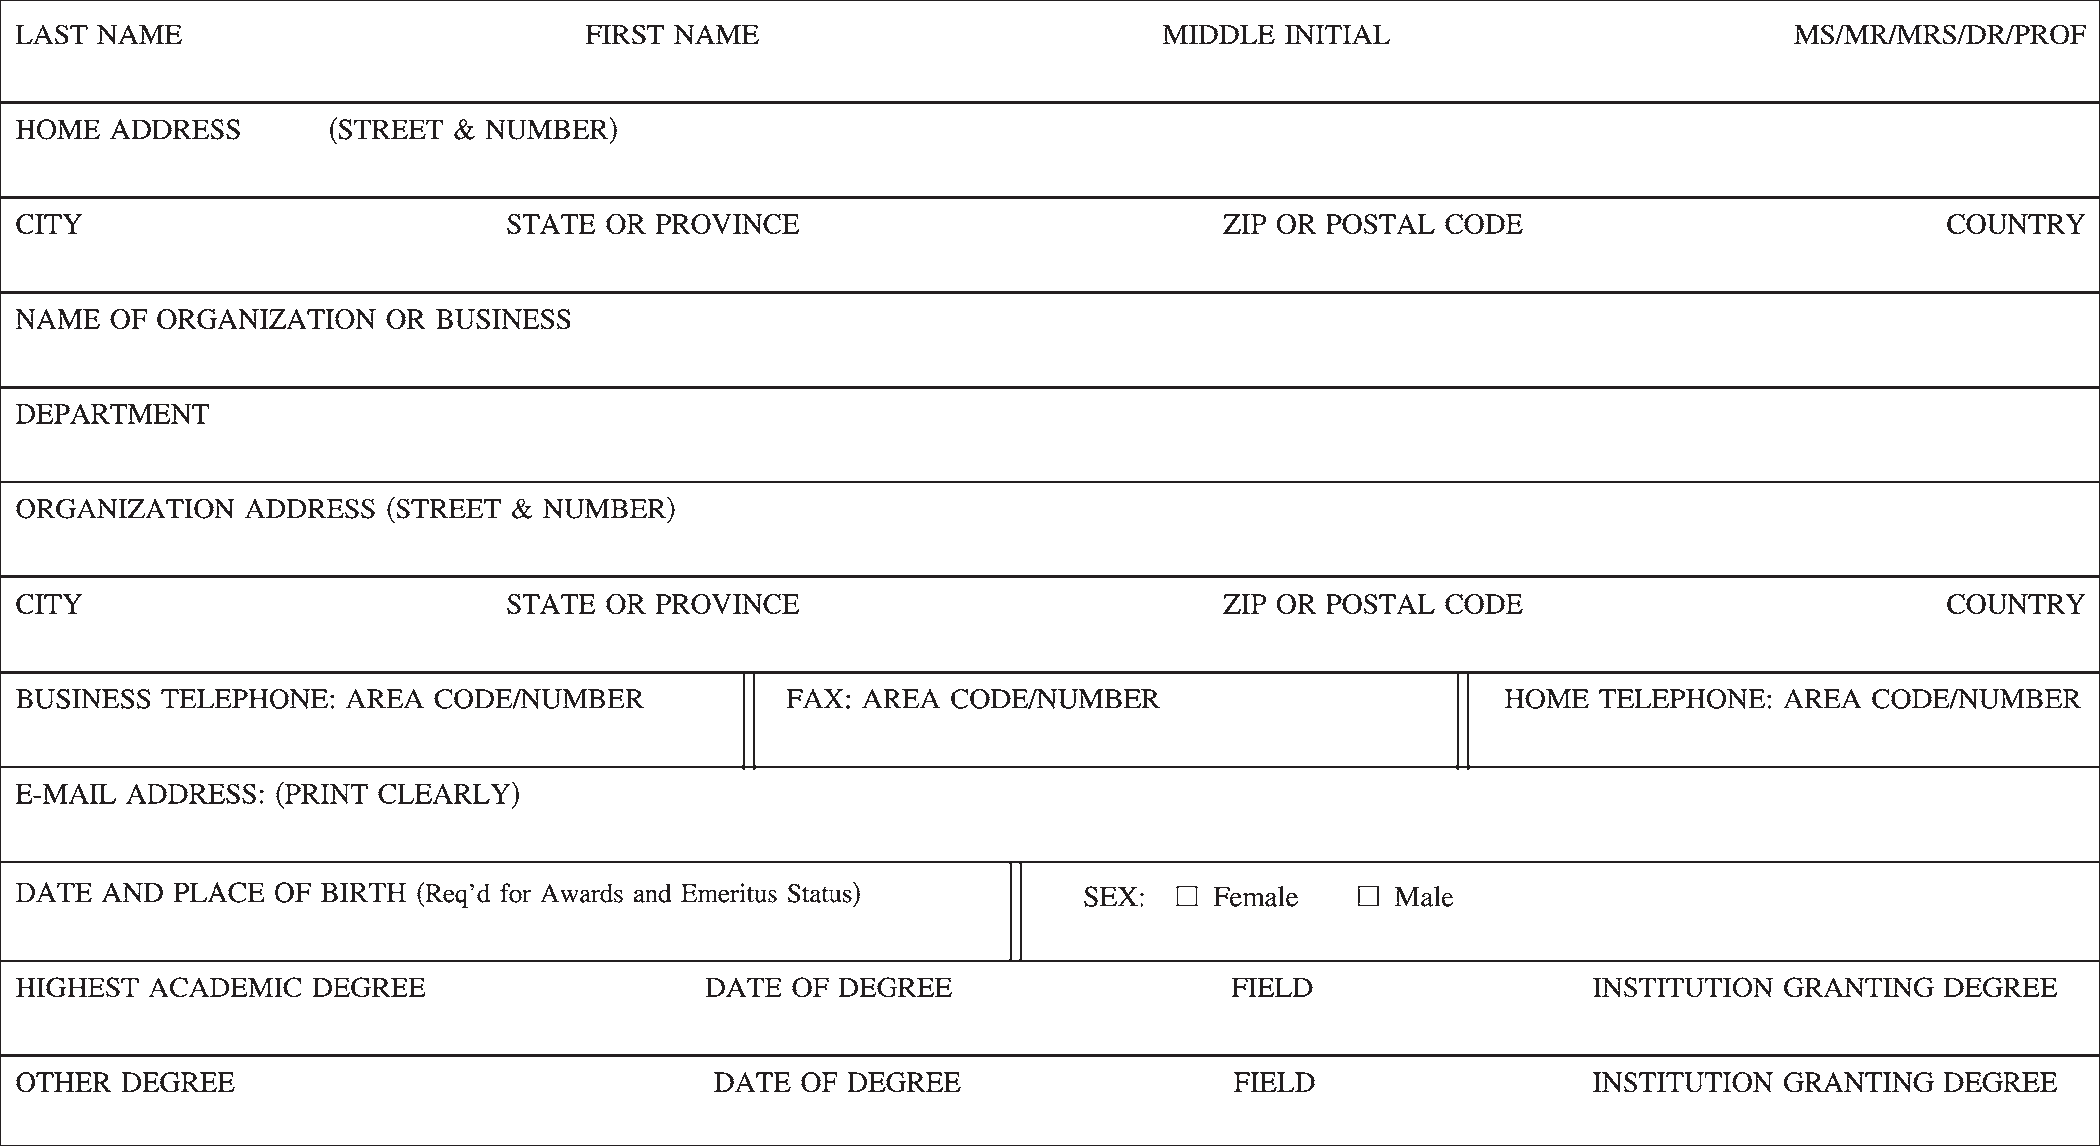 LAST NAME FIRST NAME MIDDLE INITIAL MS/MR/MRS/DR/PROF
HOME ADDRESS (STREET & NUMBER)
CITY STATE OR PROVINCE ZIP OR POSTAL CODE COUNTRY
NAME OF ORGANIZATION OR BUSINESS
DEPARTMENT
ORGANIZATION ADDRESS (STREET & NUMBER)
CITY STATE OR PROVINCE ZIP OR POSTAL CODE COUNTRY
BUSINESS TELEPHONE: AREA CODE/NUMBER FAX: AREA CODE/NUMBER HOME TELEPHONE: AREA CODE/NUMBER
E-MAIL ADDRESS: (PRINT CLEARLY)
DATE AND PLACE OF BIRTH (Req'd for Awards and Emeritus Status) SEX: ☐ Female ☐ Male
HIGHEST ACADEMIC DEGREE DATE OF DEGREE FIELD INSTITUTION GRANTING DEGREE
OTHER DEGREE DATE OF DEGREE FIELD INSTITUTION GRANTING DEGREE